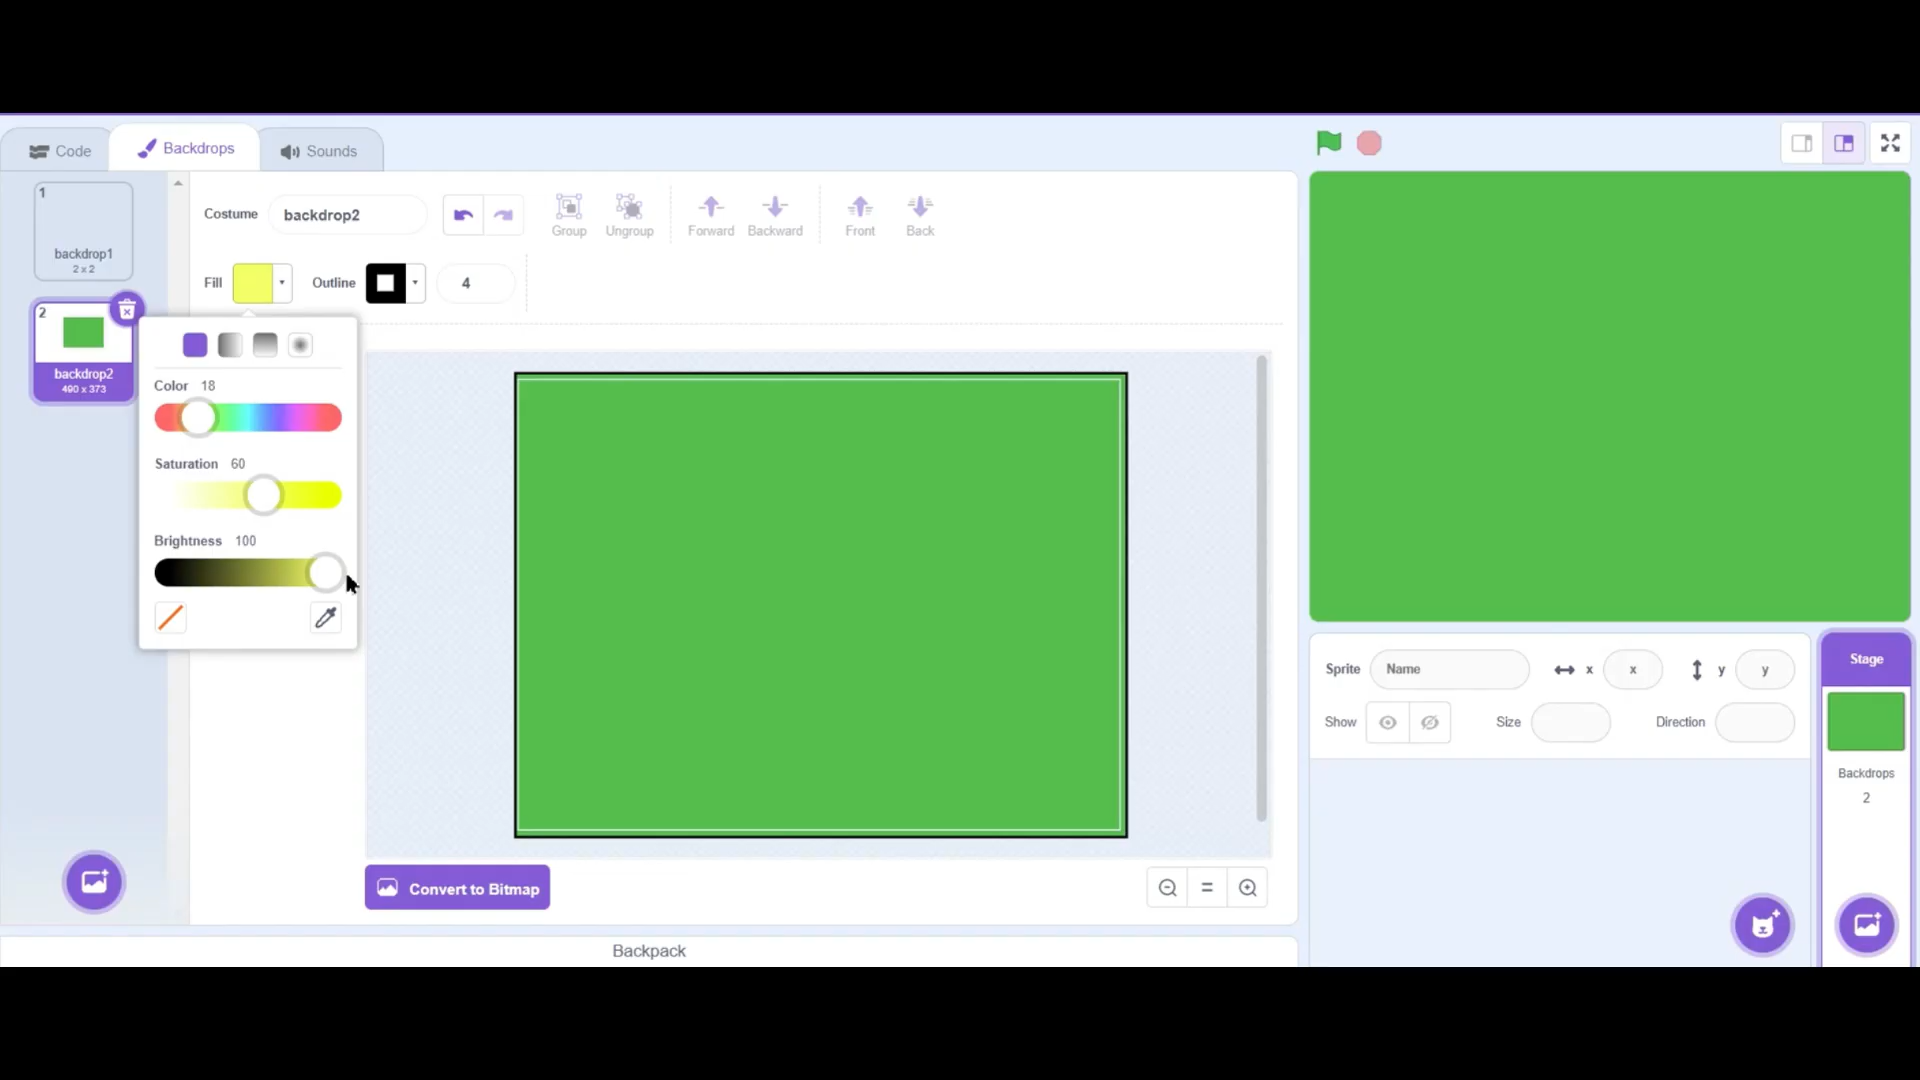 Code
Backdrops
Sounds
1
backdrop1
2 x 2
2
backdrop2
490 x 373
Costume
backdrop2
Group
Ungroup
Forward
Backward
Front
Back
Fill
Outline
4
Color 18
Saturation 60
Brightness 100
Convert to Bitmap
Backpack
Sprite
Name
x
x
y
y
Show
Size
Direction
Stage
Backdrops
2